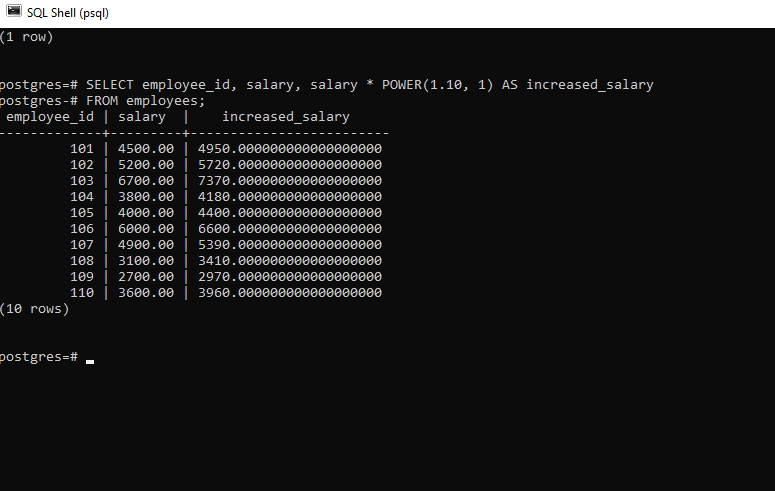 SQL Shell (psql)
(1 row)
postgres=# SELECT employee_id, salary, salary * POWER(1.10, 1) AS increased_salary
postgres-# FROM employees;
 employee_id | salary  |    increased_salary
-------------+---------+-------------------------
         101 | 4500.00 | 4950.000000000000000000
         102 | 5200.00 | 5720.000000000000000000
         103 | 6700.00 | 7370.000000000000000000
         104 | 3800.00 | 4180.000000000000000000
         105 | 4000.00 | 4400.000000000000000000
         106 | 6000.00 | 6600.000000000000000000
         107 | 4900.00 | 5390.000000000000000000
         108 | 3100.00 | 3410.000000000000000000
         109 | 2700.00 | 2970.000000000000000000
         110 | 3600.00 | 3960.000000000000000000
(10 rows)
postgres=#